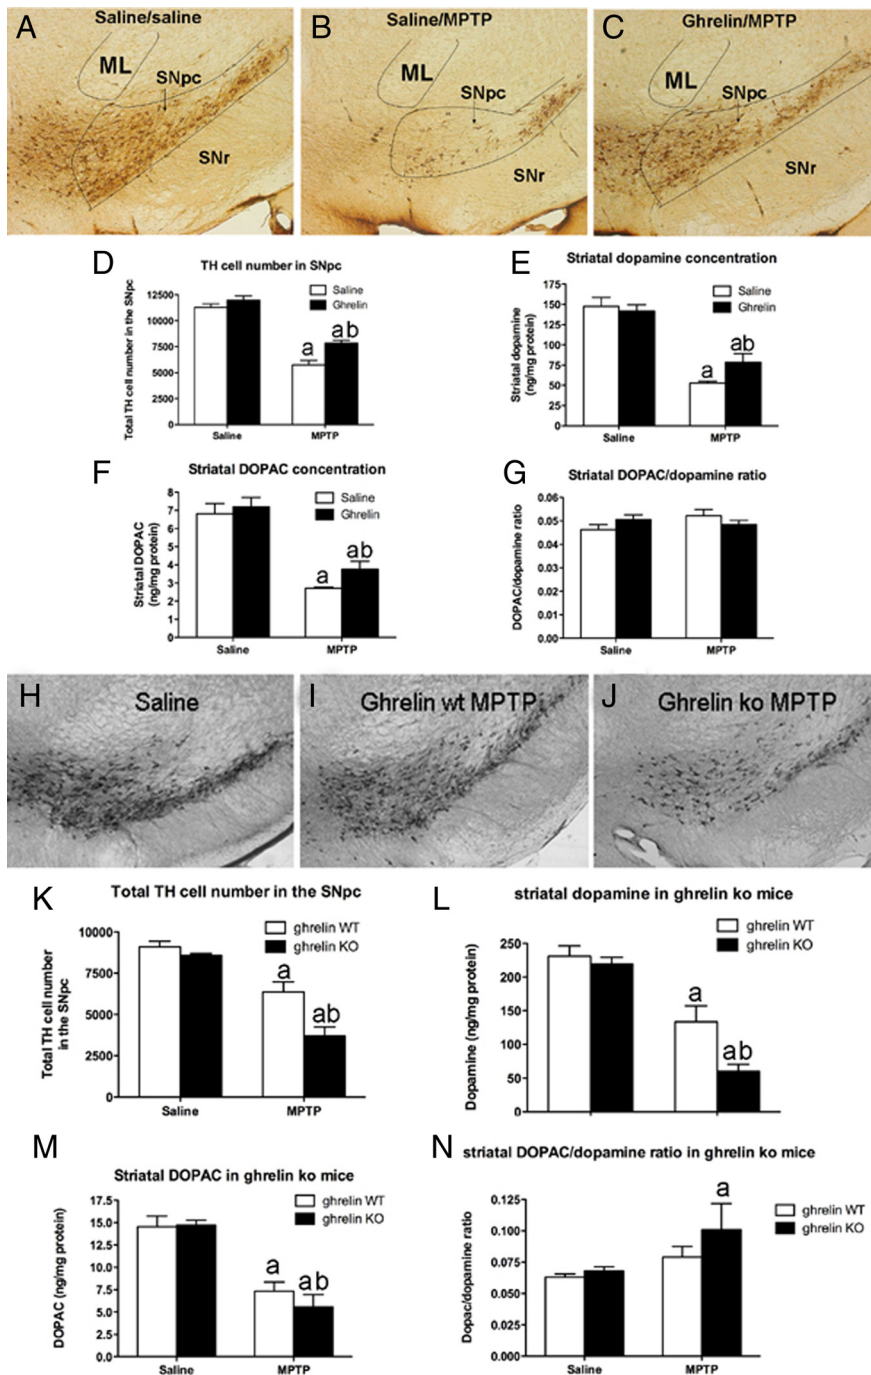 A Saline/saline
ML
SNpc
SNr
B Saline/MPTP
ML
SNpc
SNr
C Ghrelin/MPTP
ML
SNpc
SNr
D
TH cell number in SNpc
Total TH cell number in the SNpc
12500
10000
7500
5000
2500
0
Saline
Ghrelin
a
ab
Saline
MPTP
E
Striatal dopamine concentration
Striatal dopamine
(ng/mg protein)
175
150
125
100
75
50
25
0
Saline
Ghrelin
a
ab
Saline
MPTP
F
Striatal DOPAC concentration
Striatal DOPAC
(ng/mg protein)
8
7
6
5
4
3
2
1
0
Saline
Ghrelin
a
ab
Saline
MPTP
G
Striatal DOPAC/dopamine ratio
DOPAC/dopamine ratio
0.06
0.05
0.04
0.03
0.02
0.01
0.00
Saline
MPTP
H Saline
I Ghrelin wt MPTP
J Ghrelin ko MPTP
K
Total TH cell number in the SNpc
Total TH cell number
in the SNpc
10000
7500
5000
2500
0
ghrelin WT
ghrelin KO
a
ab
Saline
MPTP
L
striatal dopamine in ghrelin ko mice
Dopamine (ng/mg protein)
250
200
150
100
50
0
ghrelin WT
ghrelin KO
a
ab
M
Striatal DOPAC in ghrelin ko mice
DOPAC (ng/mg protein)
17.5
15.0
12.5
10.0
7.5
5.0
2.5
0.0
ghrelin WT
ghrelin KO
a
ab
Saline
MPTP
N
striatal DOPAC/dopamine ratio in ghrelin ko mice
Dopac/dopamine ratio
0.125
0.100
0.075
0.050
0.025
0.000
ghrelin WT
ghrelin KO
a
Saline
MPTP